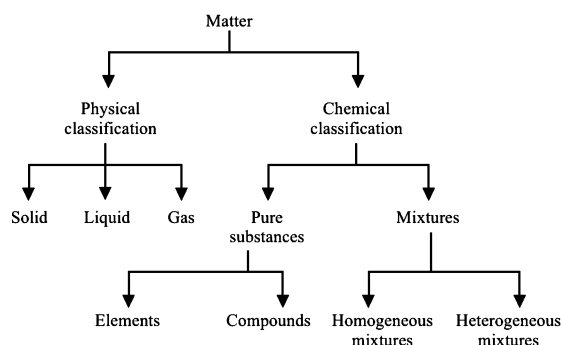 Matter
Physical
classification
Chemical
classification
Solid
Liquid
Gas
Pure
substances
Mixtures
Elements
Compounds
Homogeneous
mixtures
Heterogeneous
mixtures